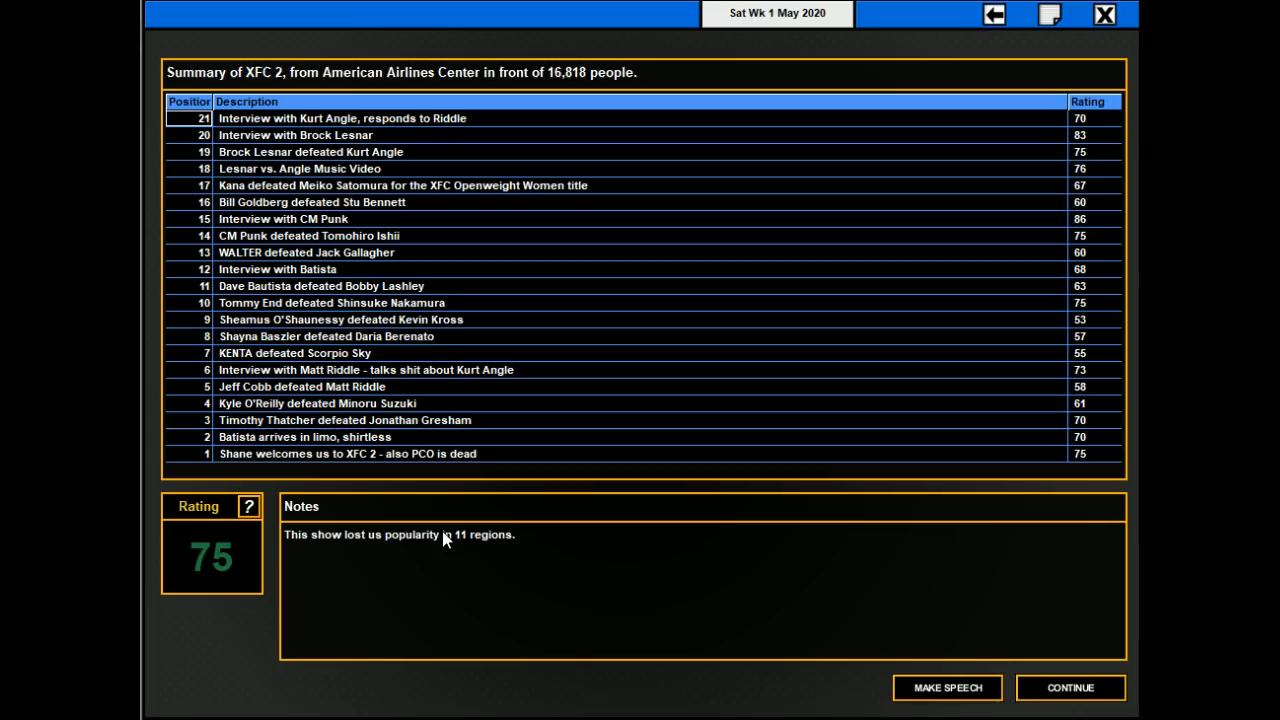 Sat Wk 1 May 2020
Summary of XFC 2, from American Airlines Center in front of 16,818 people.
Position Description Rating
21 Interview with Kurt Angle, responds to Riddle 70
20 Interview with Brock Lesnar 83
19 Brock Lesnar defeated Kurt Angle 75
18 Lesnar vs. Angle Music Video 76
17 Kana defeated Meiko Satomura for the XFC Openweight Women title 67
16 Bill Goldberg defeated Stu Bennett 60
15 Interview with CM Punk 86
14 CM Punk defeated Tomohiro Ishii 75
13 WALTER defeated Jack Gallagher 60
12 Interview with Batista 68
11 Dave Bautista defeated Bobby Lashley 63
10 Tommy End defeated Shinsuke Nakamura 75
9 Sheamus O'Shaunessy defeated Kevin Kross 53
8 Shayna Baszler defeated Daria Berenato 57
7 KENTA defeated Scorpio Sky 55
6 Interview with Matt Riddle - talks shit about Kurt Angle 73
5 Jeff Cobb defeated Matt Riddle 58
4 Kyle O'Reilly defeated Minoru Suzuki 61
3 Timothy Thatcher defeated Jonathan Gresham 70
2 Batista arrives in limo, shirtless 70
1 Shane welcomes us to XFC 2 - also PCO is dead 75
Rating ? Notes
This show lost us popularity in 11 regions.
75
MAKE SPEECH CONTINUE